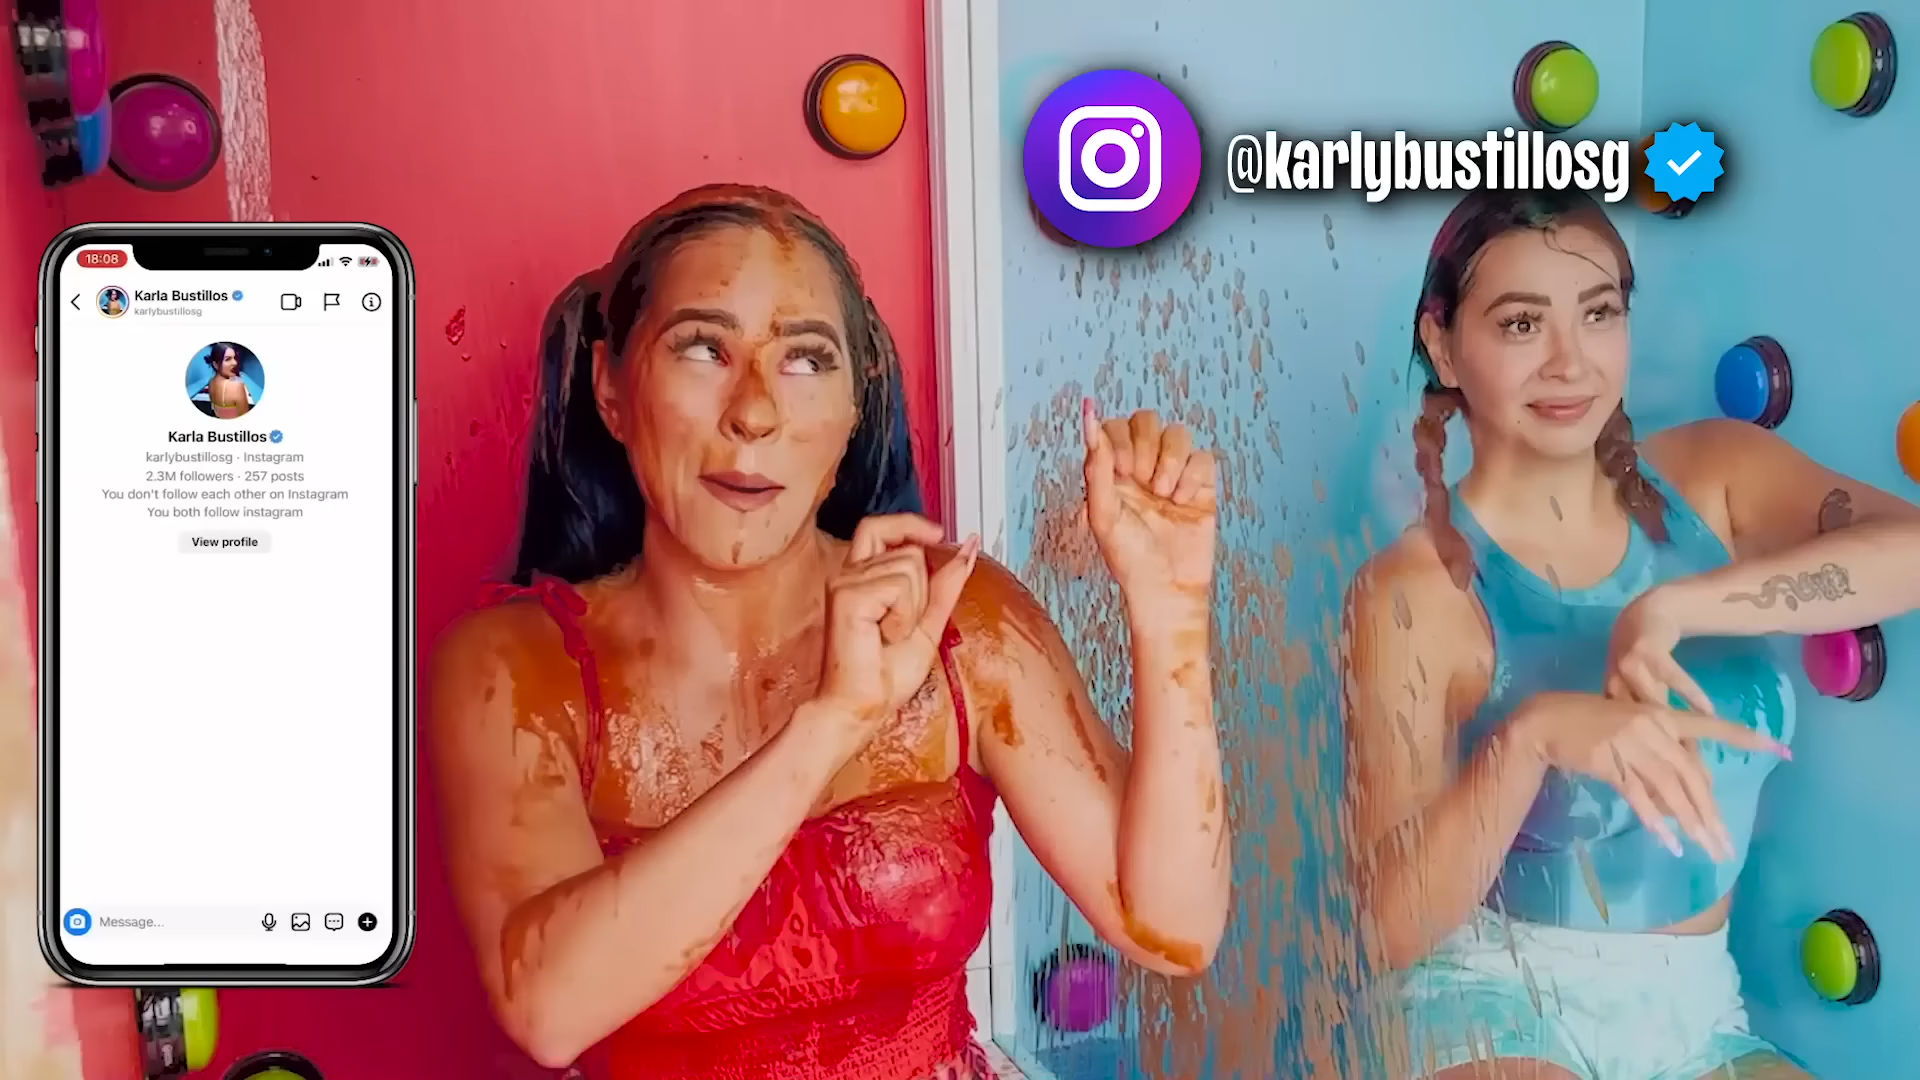 @karlybustillosg
18:08
Karla Bustillos
karlybustillosg
Karla Bustillos
karlybustillosg · Instagram
2.3M followers · 257 posts
You don't follow each other on Instagram
You both follow instagram
View profile
Message...